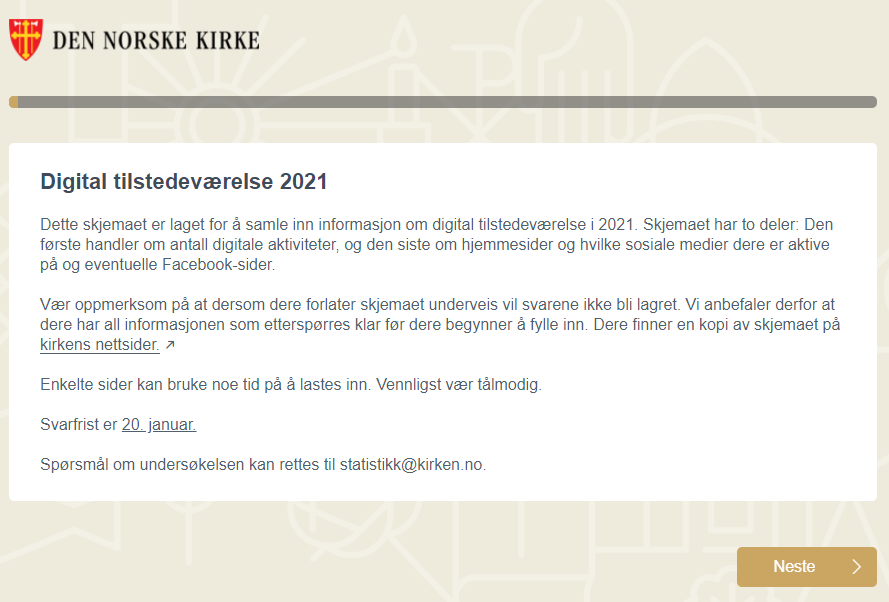 DEN NORSKE KIRKE
Digital tilstedeværelse 2021
Dette skjemaet er laget for å samle inn informasjon om digital tilstedeværelse i 2021. Skjemaet har to deler: Den
første handler om antall digitale aktiviteter, og den siste om hjemmesider og hvilke sosiale medier dere er aktive
på og eventuelle Facebook-sider.
Vær oppmerksom på at dersom dere forlater skjemaet underveis vil svarene ikke bli lagret. Vi anbefaler derfor at
dere har all informasjonen som etterspørres klar før dere begynner å fylle inn. Dere finner en kopi av skjemaet på
kirkens nettsider. ↗
Enkelte sider kan bruke noe tid på å lastes inn. Vennligst vær tålmodig.
Svarfrist er 20. januar.
Spørsmål om undersøkelsen kan rettes til statistikk@kirken.no.
Neste